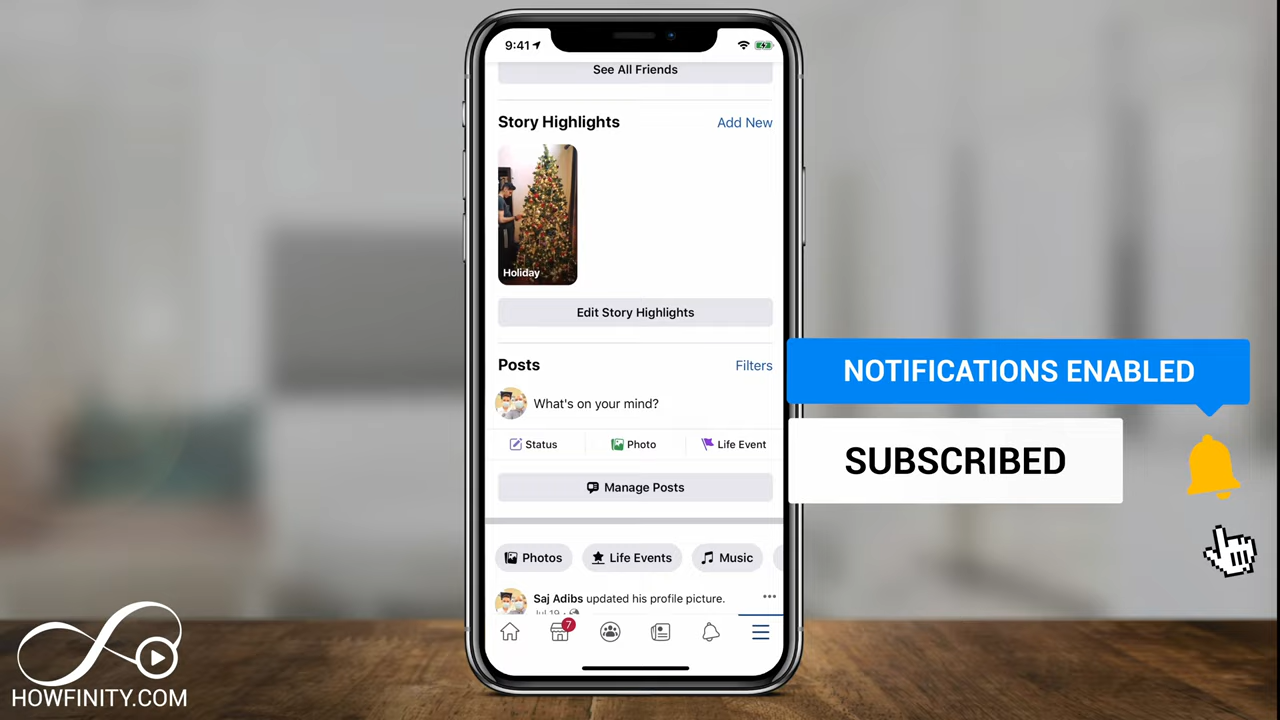 9:41
See All Friends
Story Highlights Add New
Holiday
Edit Story Highlights
Posts Filters
What's on your mind?
Status Photo Life Event
Manage Posts
Photos Life Events Music
Saj Adibs updated his profile picture.
Jul 19
7
NOTIFICATIONS ENABLED
SUBSCRIBED
HOWFINITY.COM